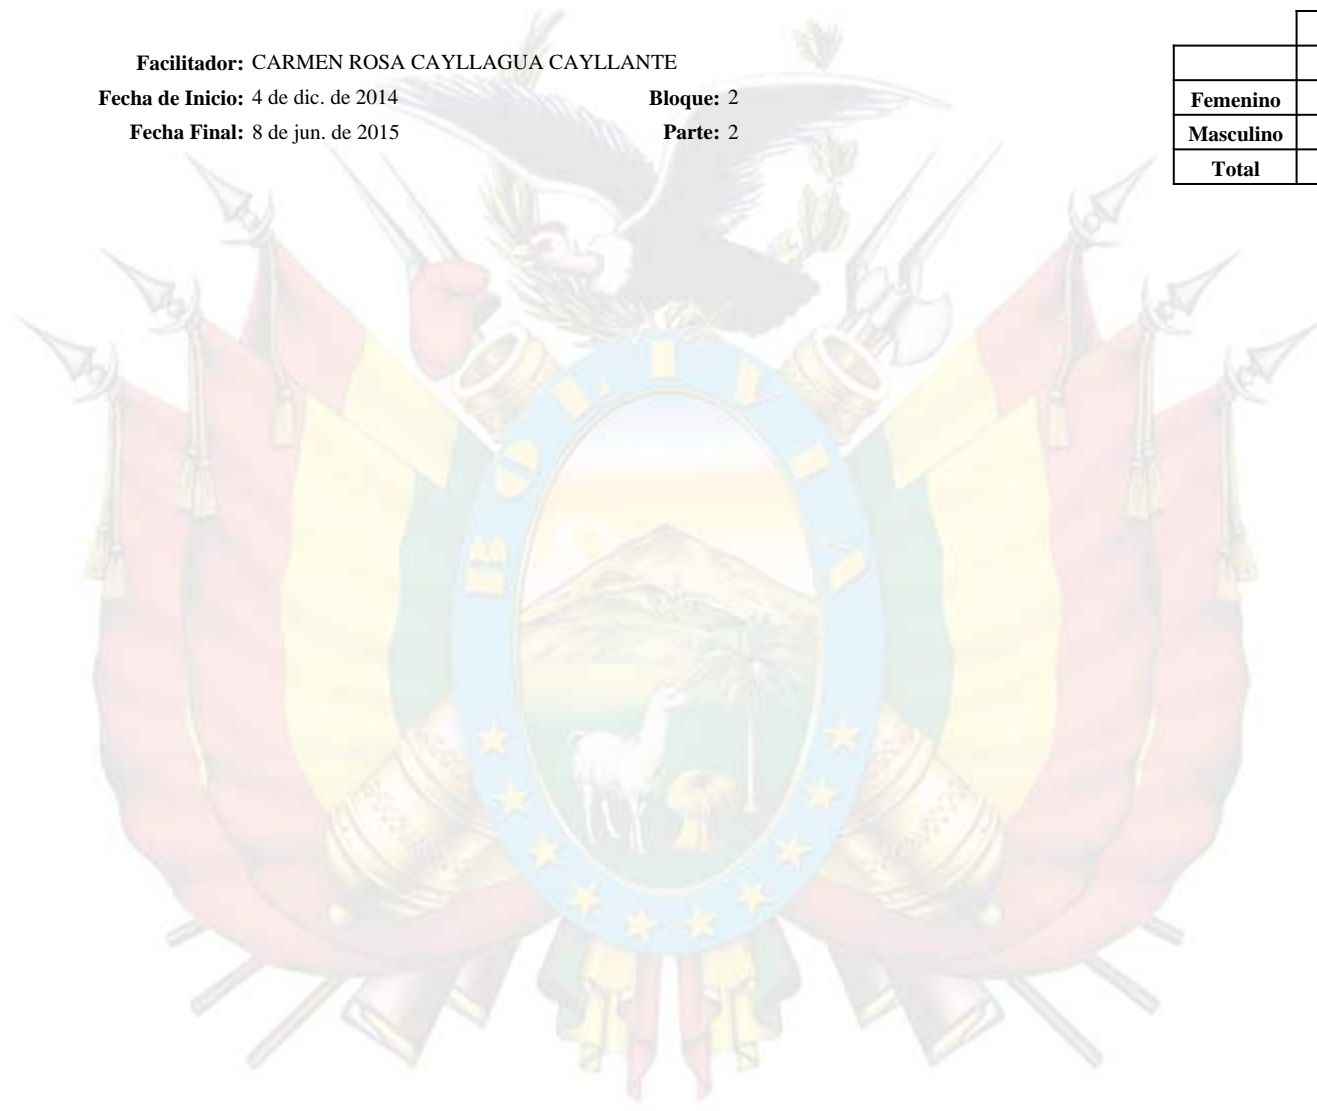 Facilitador: CARMEN ROSA CAYLLAGUA CAYLLANTE
Fecha de Inicio: 4 de dic. de 2014 Bloque: 2
Fecha Final: 8 de jun. de 2015 Parte: 2
Femenino
Masculino
Total
BOLIVIA